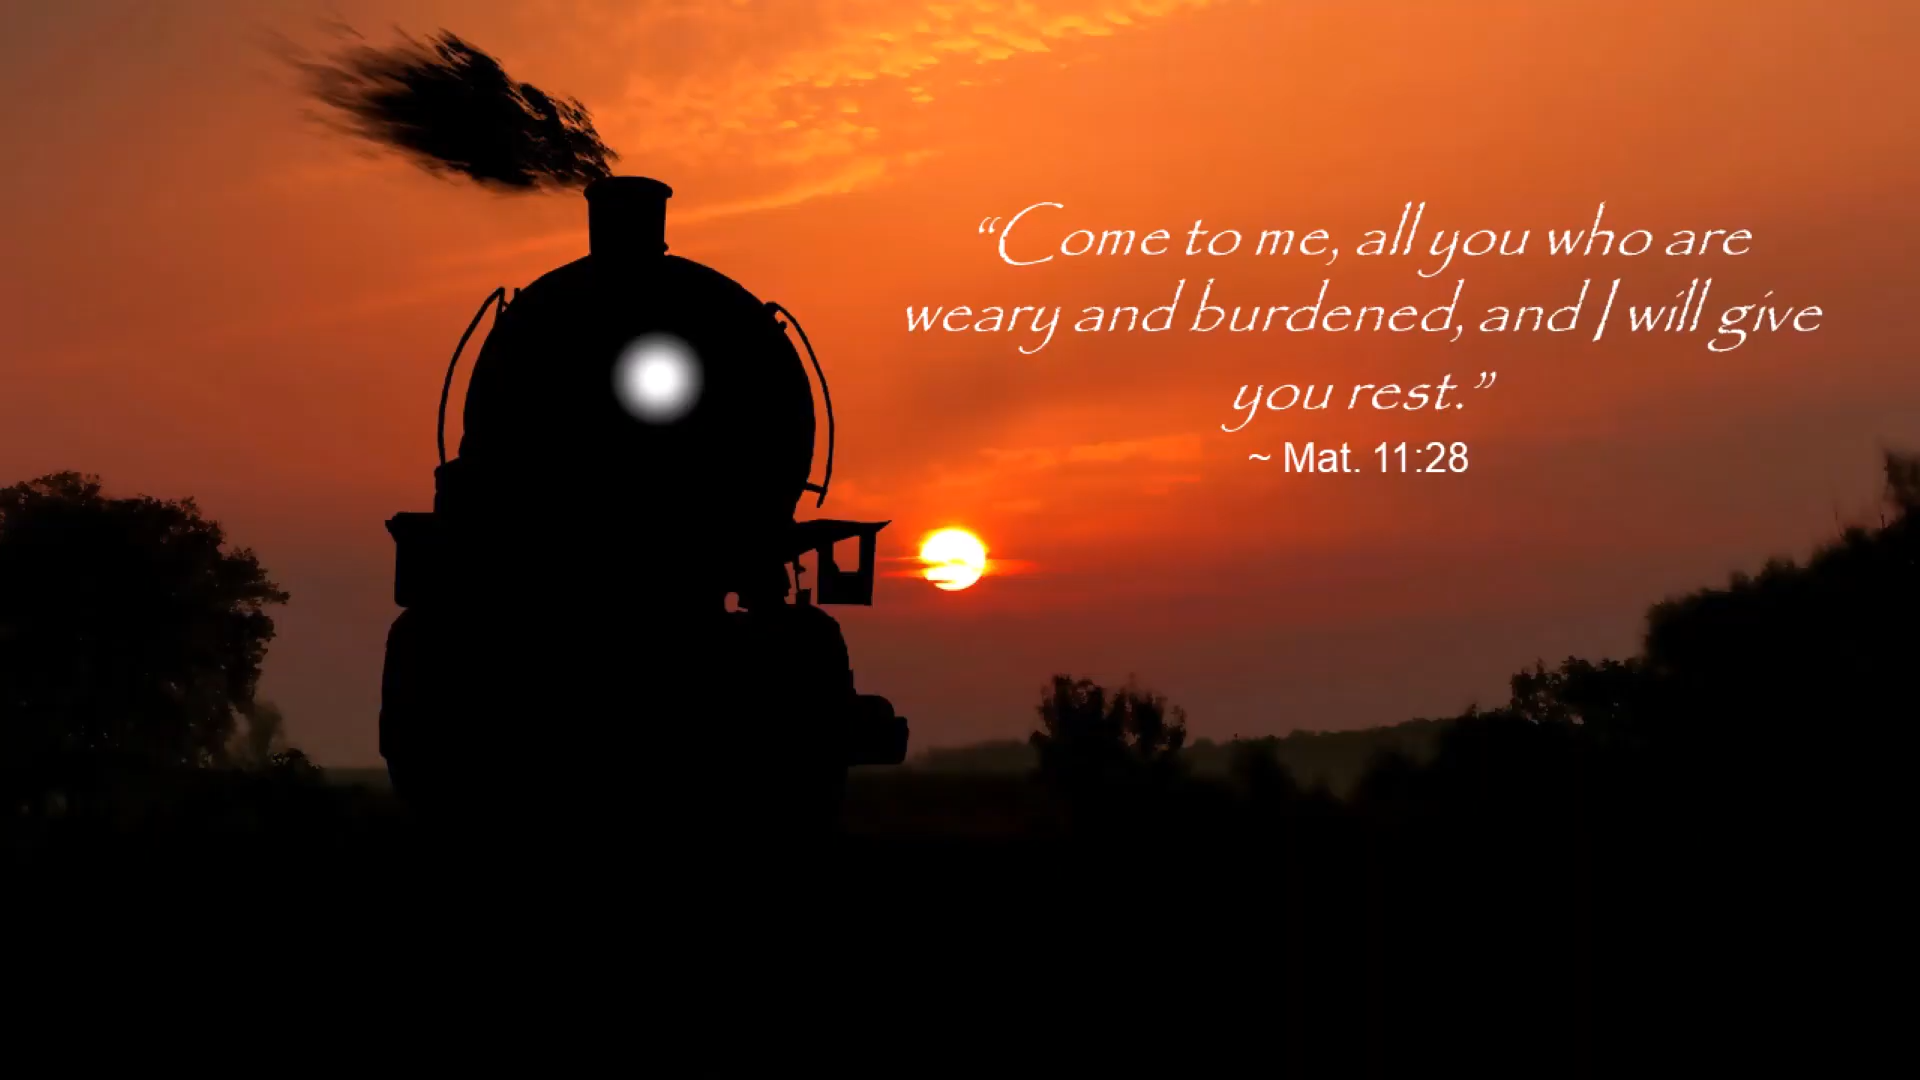 “Come to me, all you who are
weary and burdened, and I will give
you rest.”
~ Mat. 11:28